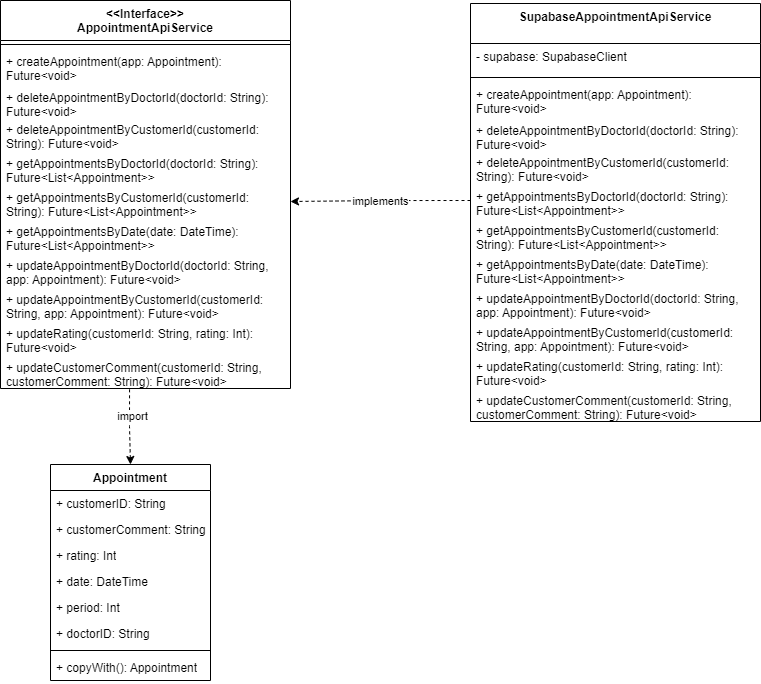 <<Interface>>
AppointmentApiService
+ createAppointment(app: Appointment):
Future<void>
+ deleteAppointmentByDoctorId(doctorId: String):
Future<void>
+ deleteAppointmentByCustomerId(customerId:
String): Future<void>
+ getAppointmentsByDoctorId(doctorId: String):
Future<List<Appointment>>
+ getAppointmentsByCustomerId(customerId:
String): Future<List<Appointment>>
+ getAppointmentsByDate(date: DateTime):
Future<List<Appointment>>
+ updateAppointmentByDoctorId(doctorId: String,
app: Appointment): Future<void>
+ updateAppointmentByCustomerId(customerId:
String, app: Appointment): Future<void>
+ updateRating(customerId: String, rating: Int):
Future<void>
+ updateCustomerComment(customerId: String,
customerComment: String): Future<void>
implements
SupabaseAppointmentApiService
- supabase: SupabaseClient
+ createAppointment(app: Appointment):
Future<void>
+ deleteAppointmentByDoctorId(doctorId: String):
Future<void>
+ deleteAppointmentByCustomerId(customerId:
String): Future<void>
+ getAppointmentsByDoctorId(doctorId: String):
Future<List<Appointment>>
+ getAppointmentsByCustomerId(customerId:
String): Future<List<Appointment>>
+ getAppointmentsByDate(date: DateTime):
Future<List<Appointment>>
+ updateAppointmentByDoctorId(doctorId: String,
app: Appointment): Future<void>
+ updateAppointmentByCustomerId(customerId:
String, app: Appointment): Future<void>
+ updateRating(customerId: String, rating: Int):
Future<void>
+ updateCustomerComment(customerId: String,
customerComment: String): Future<void>
import
Appointment
+ customerID: String
+ customerComment: String
+ rating: Int
+ date: DateTime
+ period: Int
+ doctorID: String
+ copyWith(): Appointment